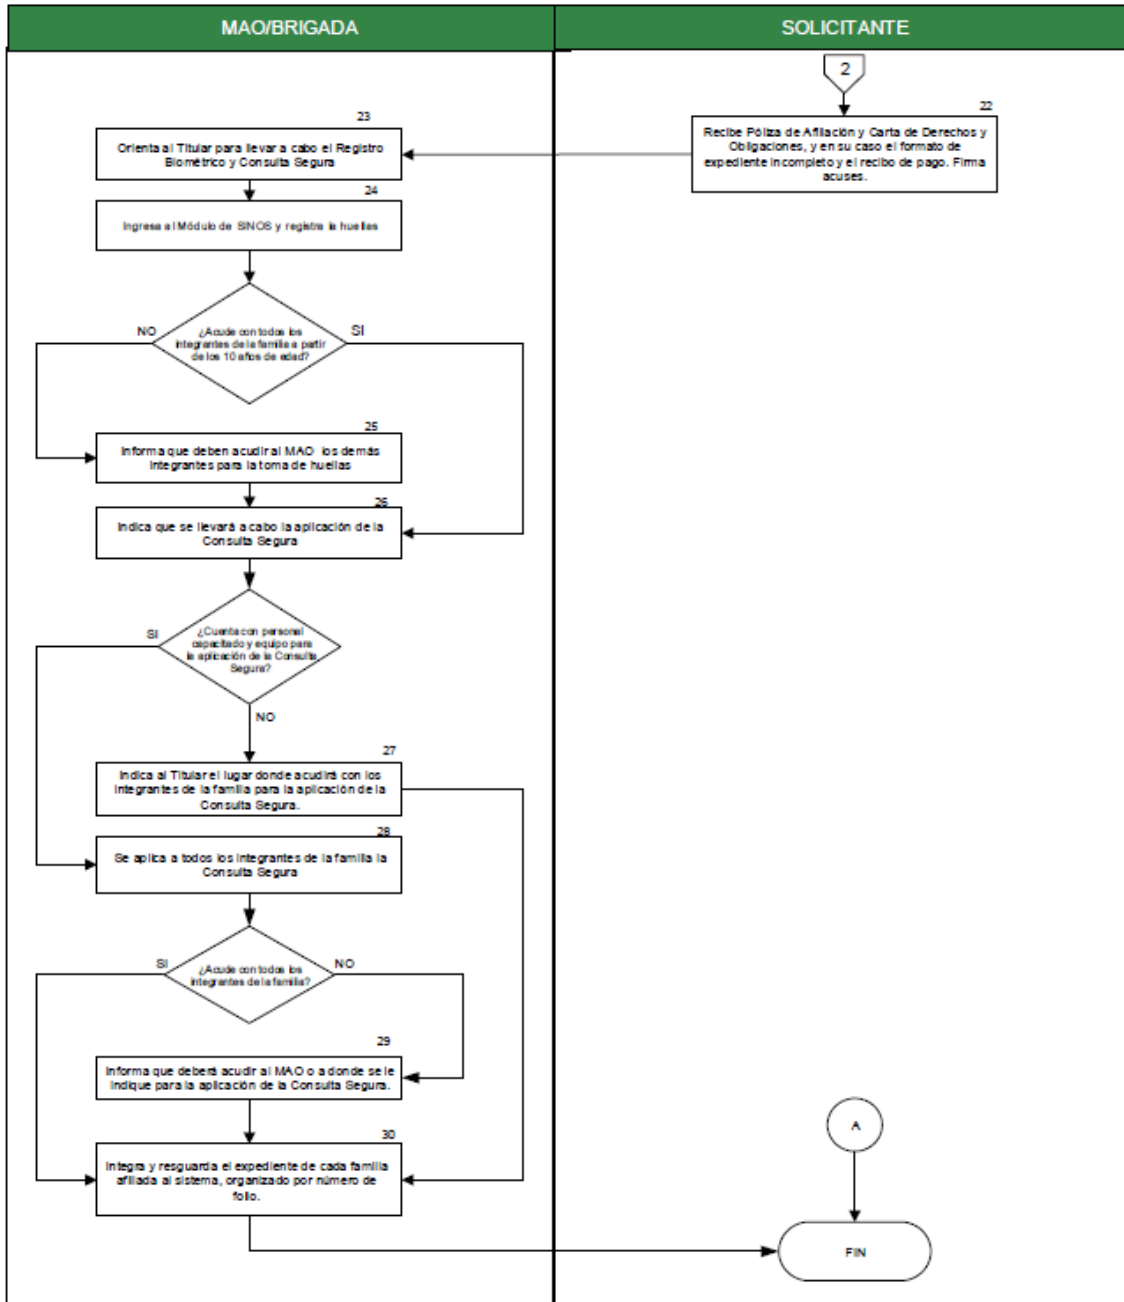 MAO/BRIGADA
SOLICITANTE
2
22
Recibe Póliza de Afiliación y Carta de Derechos y
Obligaciones, y en su caso el formato de
expediente incompleto y el recibo de pago. Firma
acuses.
23
Orienta al Titular para llevar a cabo el Registro
Biométrico y Consulta Segura
24
Ingresa al Módulo de SINOS y registra la huellas
¿Acude con todos los
integrantes de la familia a partir
de los 10 años de edad?
NO
SI
25
Informa que deben acudir al MAO los demás
integrantes para la toma de huellas
26
Indica que se llevará a cabo la aplicación de la
Consulta Segura
¿Cuenta con personal
capacitado y equipo para
la aplicación de la Consulta
Segura?
SI
NO
27
Indica al Titular el lugar donde acudirá con los
integrantes de la familia para la aplicación de la
Consulta Segura.
28
Se aplica a todos los integrantes de la familia la
Consulta Segura
¿Acude con todos los
integrantes de la familia?
SI
NO
29
Informa que deberá acudir al MAO o a donde se le
indique para la aplicación de la Consulta Segura.
30
Integra y resguarda el expediente de cada familia
afiliada al sistema, organizado por número de
folio.
A
FIN